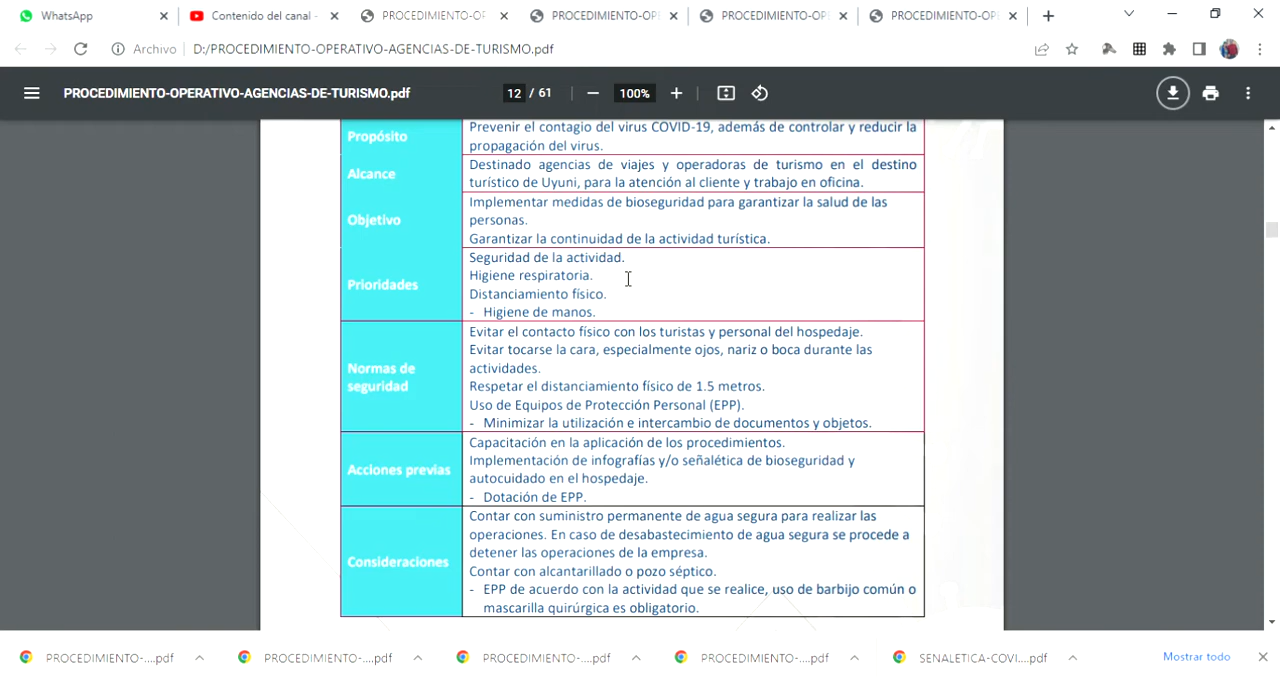 WhatsApp
Contenido del canal -
PROCEDIMIENTO-OP
PROCEDIMIENTO-OPE
PROCEDIMIENTO-OPE
PROCEDIMIENTO-OPE
Archivo D:/PROCEDIMIENTO-OPERATIVO-AGENCIAS-DE-TURISMO.pdf
PROCEDIMIENTO-OPERATIVO-AGENCIAS-DE-TURISMO.pdf
12 / 61
100%
Propósito
Prevenir el contagio del virus COVID-19, además de controlar y reducir la
propagación del virus.
Alcance
Destinado agencias de viajes y operadoras de turismo en el destino
turístico de Uyuni, para la atención al cliente y trabajo en oficina.
Objetivo
Implementar medidas de bioseguridad para garantizar la salud de las
personas.
Garantizar la continuidad de la actividad turística.
Prioridades
Seguridad de la actividad.
Higiene respiratoria.
Distanciamiento físico.
- Higiene de manos.
Normas de
seguridad
Evitar el contacto físico con los turistas y personal del hospedaje.
Evitar tocarse la cara, especialmente ojos, nariz o boca durante las
actividades.
Respetar el distanciamiento físico de 1.5 metros.
Uso de Equipos de Protección Personal (EPP).
- Minimizar la utilización e intercambio de documentos y objetos.
Acciones previas
Capacitación en la aplicación de los procedimientos.
Implementación de infografías y/o señalética de bioseguridad y
autocuidado en el hospedaje.
- Dotación de EPP.
Consideraciones
Contar con suministro permanente de agua segura para realizar las
operaciones. En caso de desabastecimiento de agua segura se procede a
detener las operaciones de la empresa.
Contar con alcantarillado o pozo séptico.
- EPP de acuerdo con la actividad que se realice, uso de barbijo común o
mascarilla quirúrgica es obligatorio.
PROCEDIMIENTO-....pdf
PROCEDIMIENTO-....pdf
PROCEDIMIENTO-....pdf
PROCEDIMIENTO-....pdf
SENALETICA-COVI....pdf
Mostrar todo